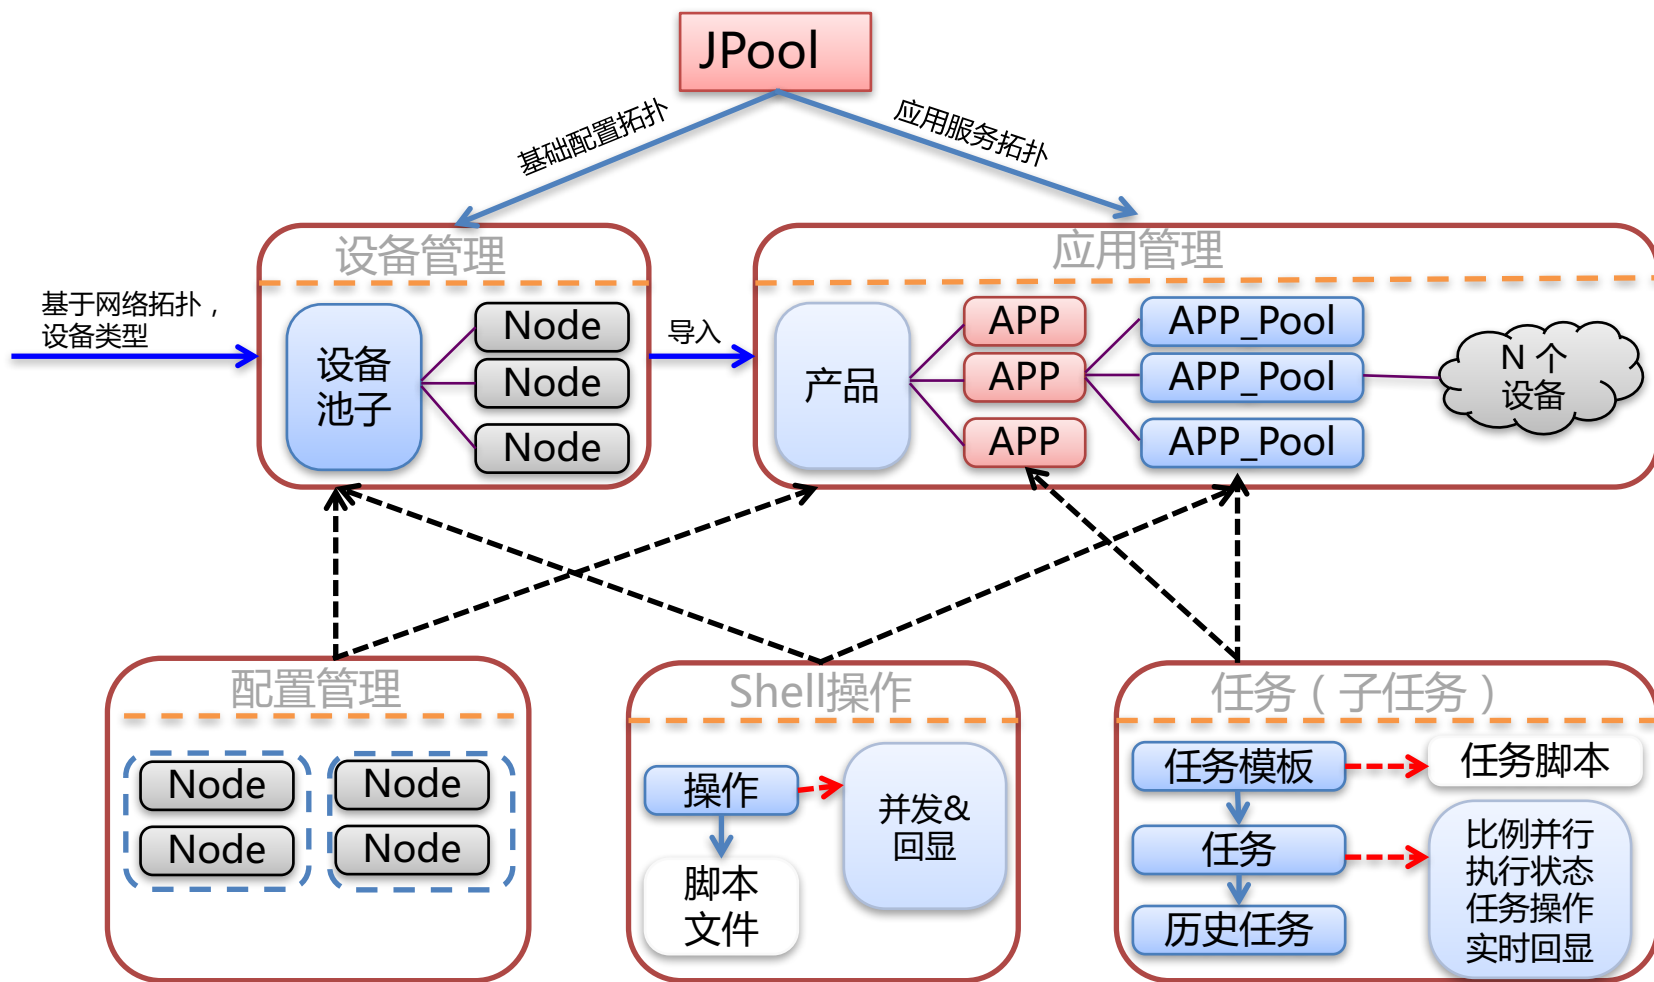 JPool
基础配置拓扑
应用服务拓扑
设备管理
应用管理
基于网络拓扑，
设备类型
设备
池子
Node
Node
Node
导入
产品
APP
APP
APP
APP_Pool
APP_Pool
APP_Pool
N 个
设备
配置管理
Node
Node
Node
Node
Shell操作
操作
并发&
回显
脚本
文件
任务（子任务）
任务模板
任务脚本
任务
历史任务
比例并行
执行状态
任务操作
实时回显